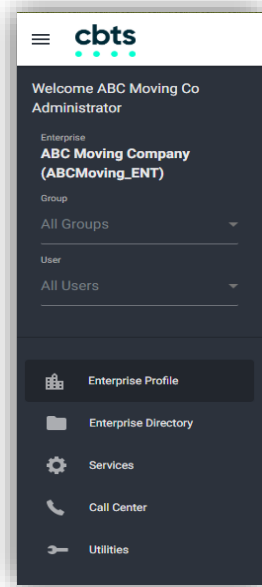 cbts
Welcome ABC Moving Co
Administrator
Enterprise
ABC Moving Company
(ABCMoving_ENT)
Group
All Groups
User
All Users
Enterprise Profile
Enterprise Directory
Services
Call Center
Utilities